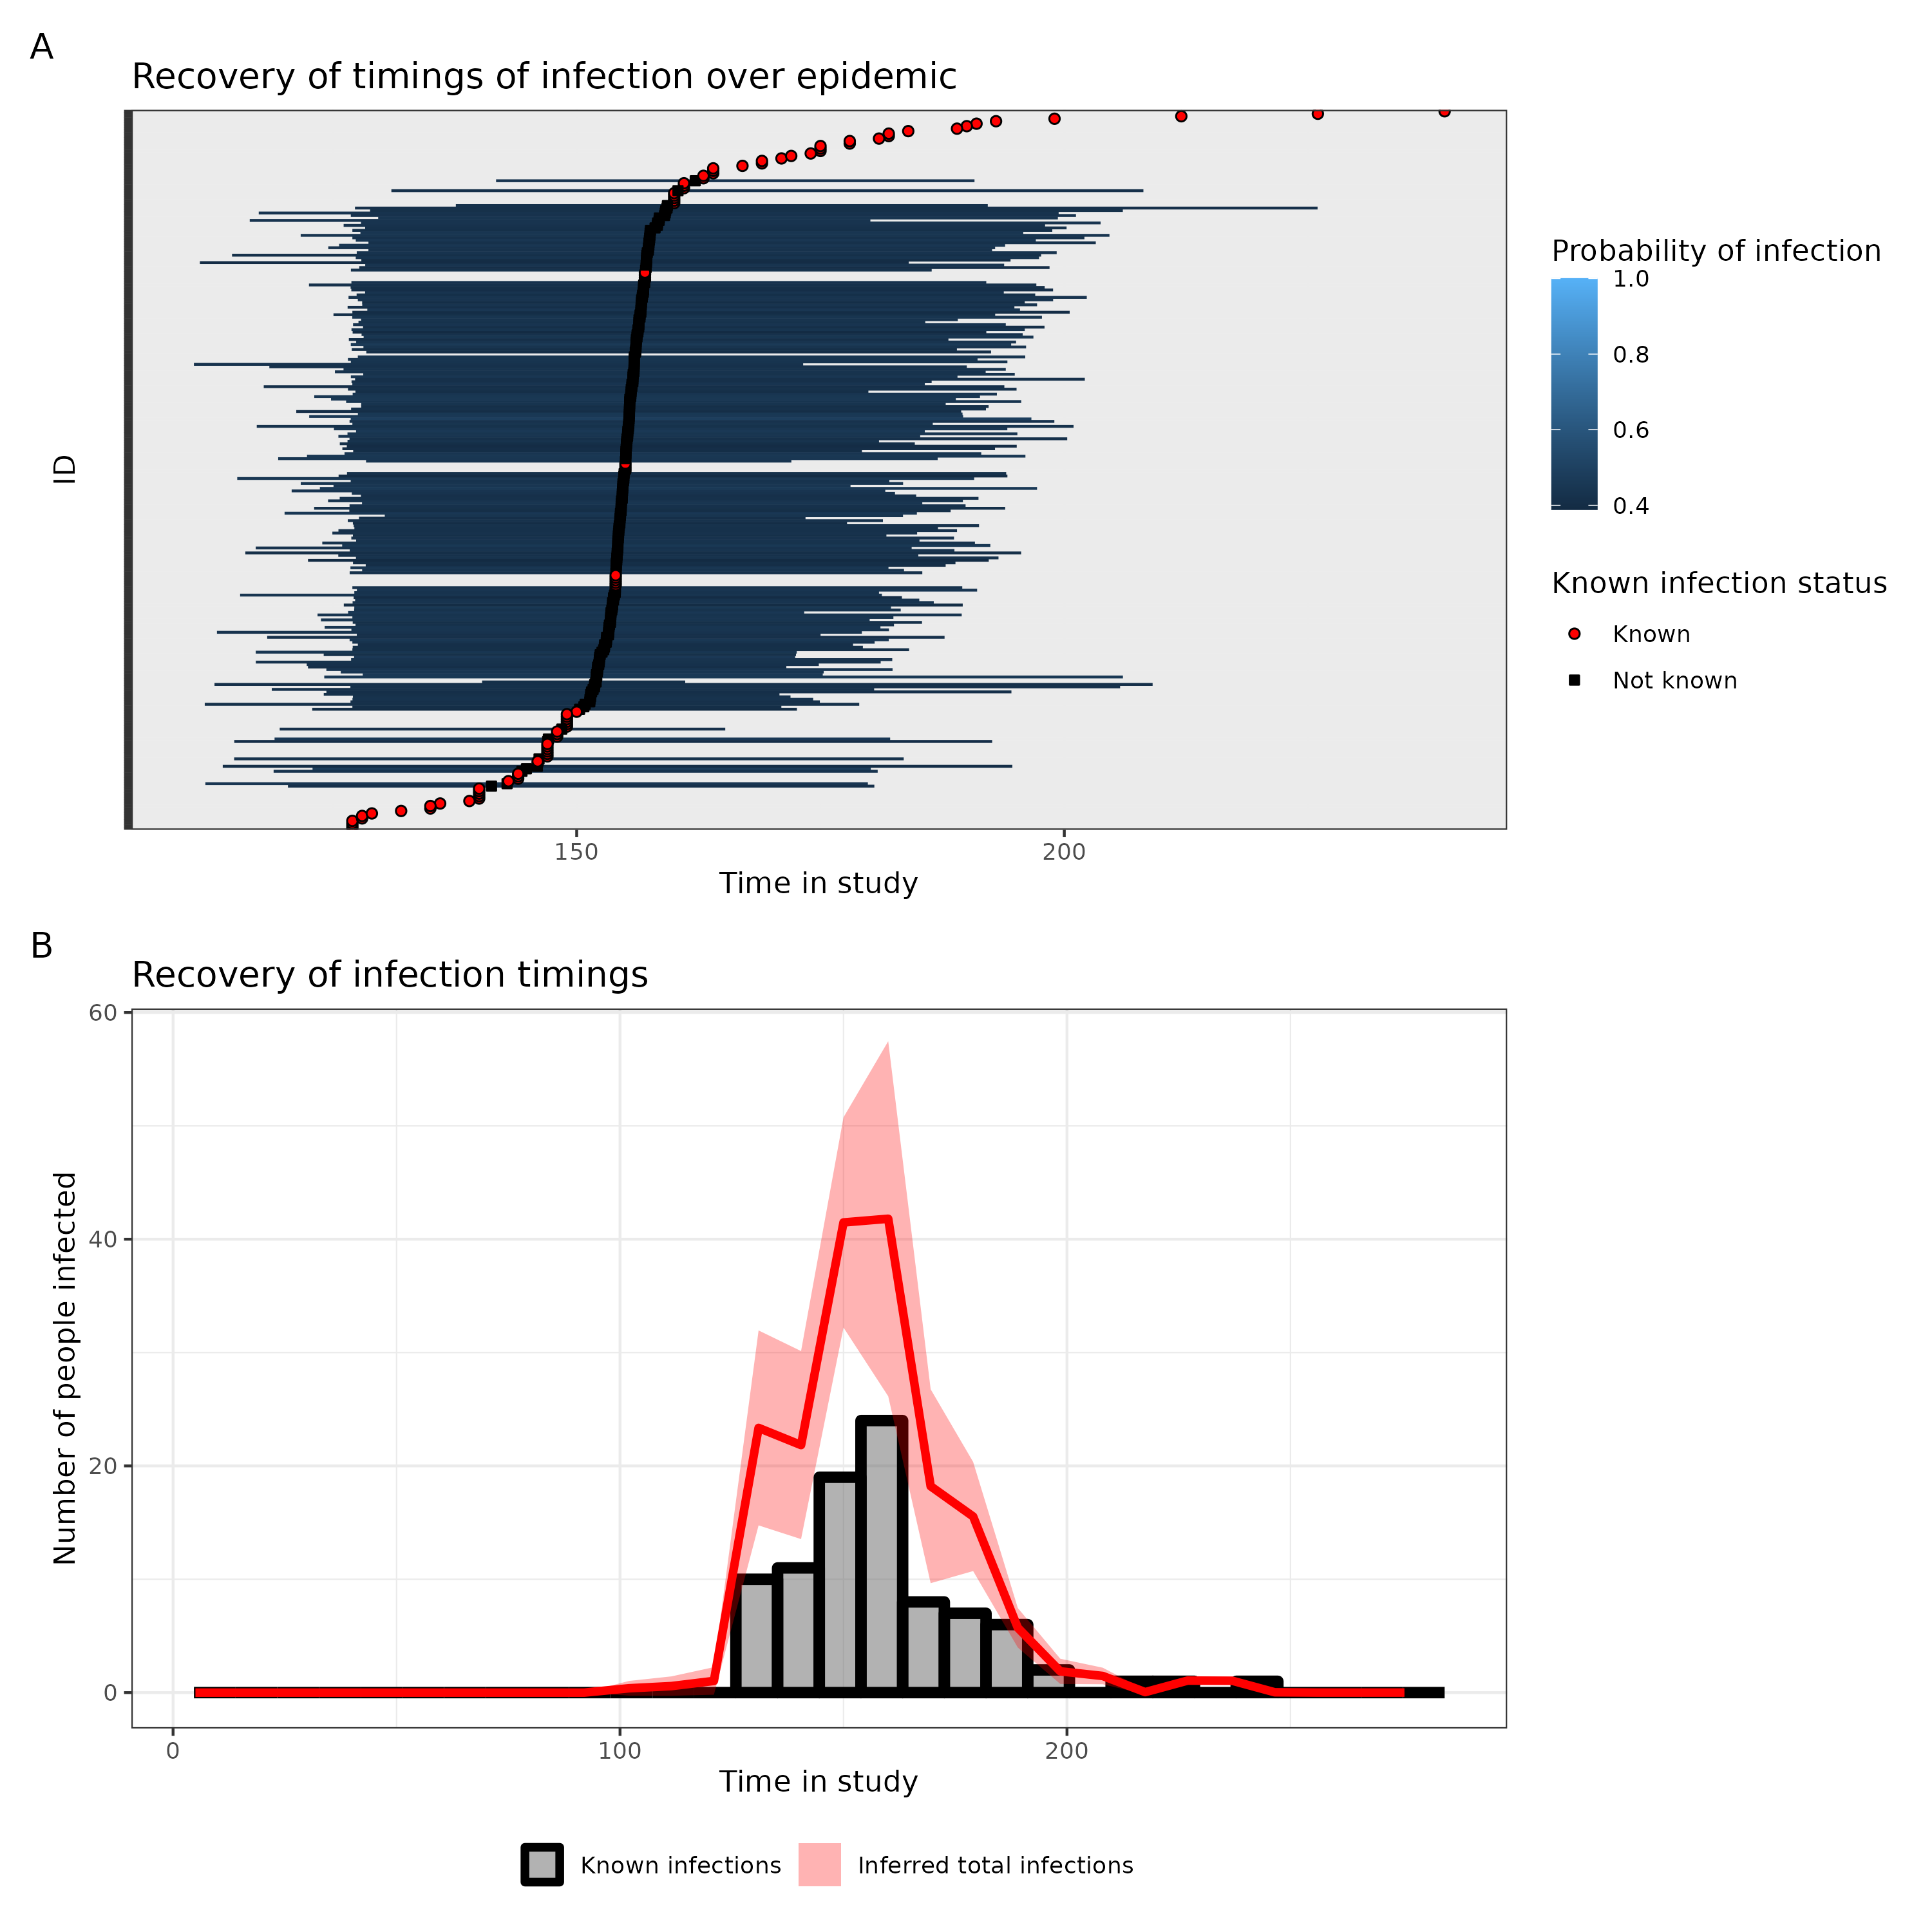 A
Recovery of timings of infection over epidemic
ID
150
200
Time in study
Probability of infection
1.0
0.8
0.6
0.4
Known infection status
Known
Not known
B
Recovery of infection timings
Number of people infected
60
40
20
0
0
100
200
Time in study
Known infections
Inferred total infections